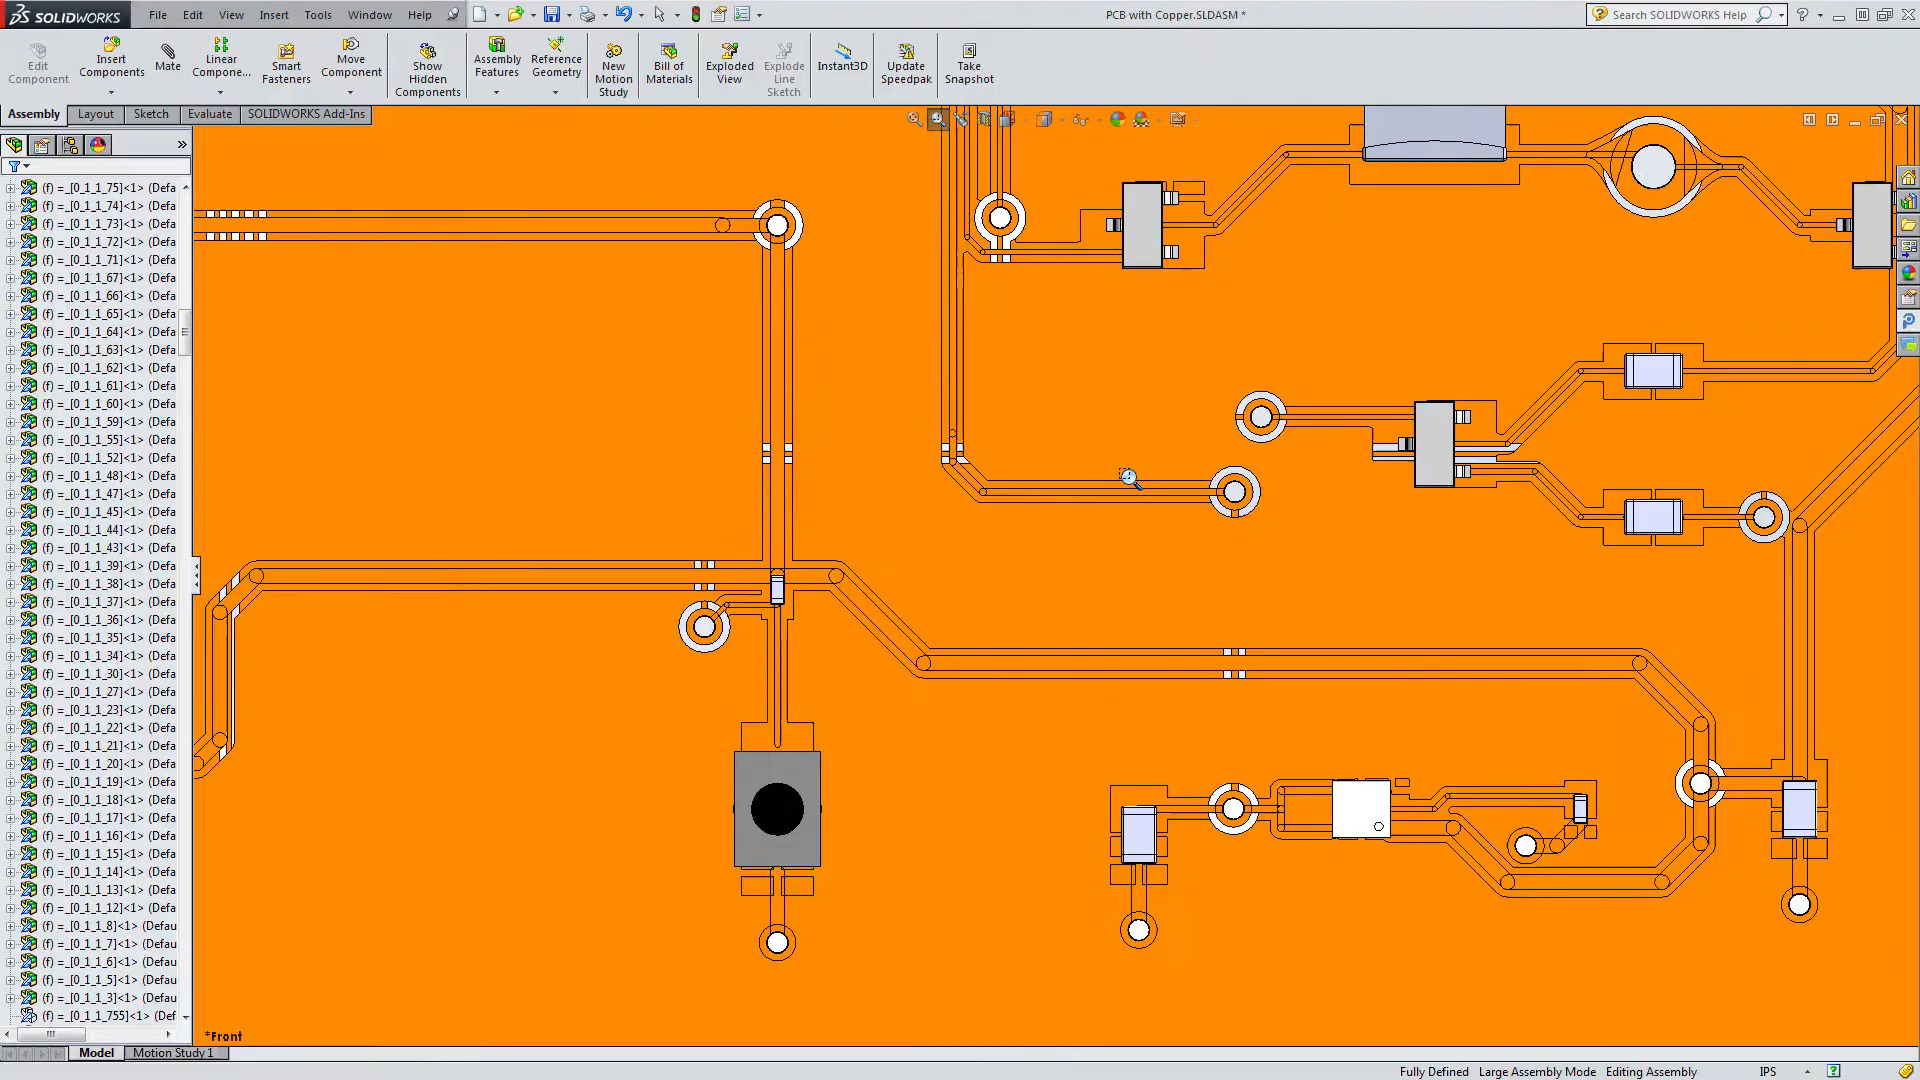 SOLIDWORKS File Edit View Insert Tools Window Help PCB with Copper.SLDASM * Search SOLIDWORKS Help
Edit Component
Insert Components
Mate
Linear Compone...
Smart Fasteners
Move Component
Show Hidden Components
Assembly Features
Reference Geometry
New Motion Study
Bill of Materials
Exploded View
Explode Line Sketch
Instant3D
Update Speedpak
Take Snapshot
Assembly Layout Sketch Evaluate SOLIDWORKS Add-Ins
(f) =_[0_1_1_75]<1> (Defa
(f) =_[0_1_1_74]<1> (Defa
(f) =_[0_1_1_73]<1> (Defa
(f) =_[0_1_1_72]<1> (Defa
(f) =_[0_1_1_71]<1> (Defa
(f) =_[0_1_1_67]<1> (Defa
(f) =_[0_1_1_66]<1> (Defa
(f) =_[0_1_1_65]<1> (Defa
(f) =_[0_1_1_64]<1> (Defa
(f) =_[0_1_1_63]<1> (Defa
(f) =_[0_1_1_62]<1> (Defa
(f) =_[0_1_1_61]<1> (Defa
(f) =_[0_1_1_60]<1> (Defa
(f) =_[0_1_1_59]<1> (Defa
(f) =_[0_1_1_55]<1> (Defa
(f) =_[0_1_1_52]<1> (Defa
(f) =_[0_1_1_48]<1> (Defa
(f) =_[0_1_1_47]<1> (Defa
(f) =_[0_1_1_45]<1> (Defa
(f) =_[0_1_1_44]<1> (Defa
(f) =_[0_1_1_43]<1> (Defa
(f) =_[0_1_1_39]<1> (Defa
(f) =_[0_1_1_38]<1> (Defa
(f) =_[0_1_1_37]<1> (Defa
(f) =_[0_1_1_36]<1> (Defa
(f) =_[0_1_1_35]<1> (Defa
(f) =_[0_1_1_34]<1> (Defa
(f) =_[0_1_1_30]<1> (Defa
(f) =_[0_1_1_27]<1> (Defa
(f) =_[0_1_1_23]<1> (Defa
(f) =_[0_1_1_22]<1> (Defa
(f) =_[0_1_1_21]<1> (Defa
(f) =_[0_1_1_20]<1> (Defa
(f) =_[0_1_1_19]<1> (Defa
(f) =_[0_1_1_18]<1> (Defa
(f) =_[0_1_1_17]<1> (Defa
(f) =_[0_1_1_16]<1> (Defa
(f) =_[0_1_1_15]<1> (Defa
(f) =_[0_1_1_14]<1> (Defa
(f) =_[0_1_1_13]<1> (Defa
(f) =_[0_1_1_12]<1> (Defa
(f) =_[0_1_1_8]<1> (Defau
(f) =_[0_1_1_7]<1> (Defau
(f) =_[0_1_1_6]<1> (Defau
(f) =_[0_1_1_5]<1> (Defau
(f) =_[0_1_1_3]<1> (Defau
(f) =_[0_1_1_755]<1> (Def
*Front
Model Motion Study 1
Fully Defined Large Assembly Mode Editing Assembly IPS